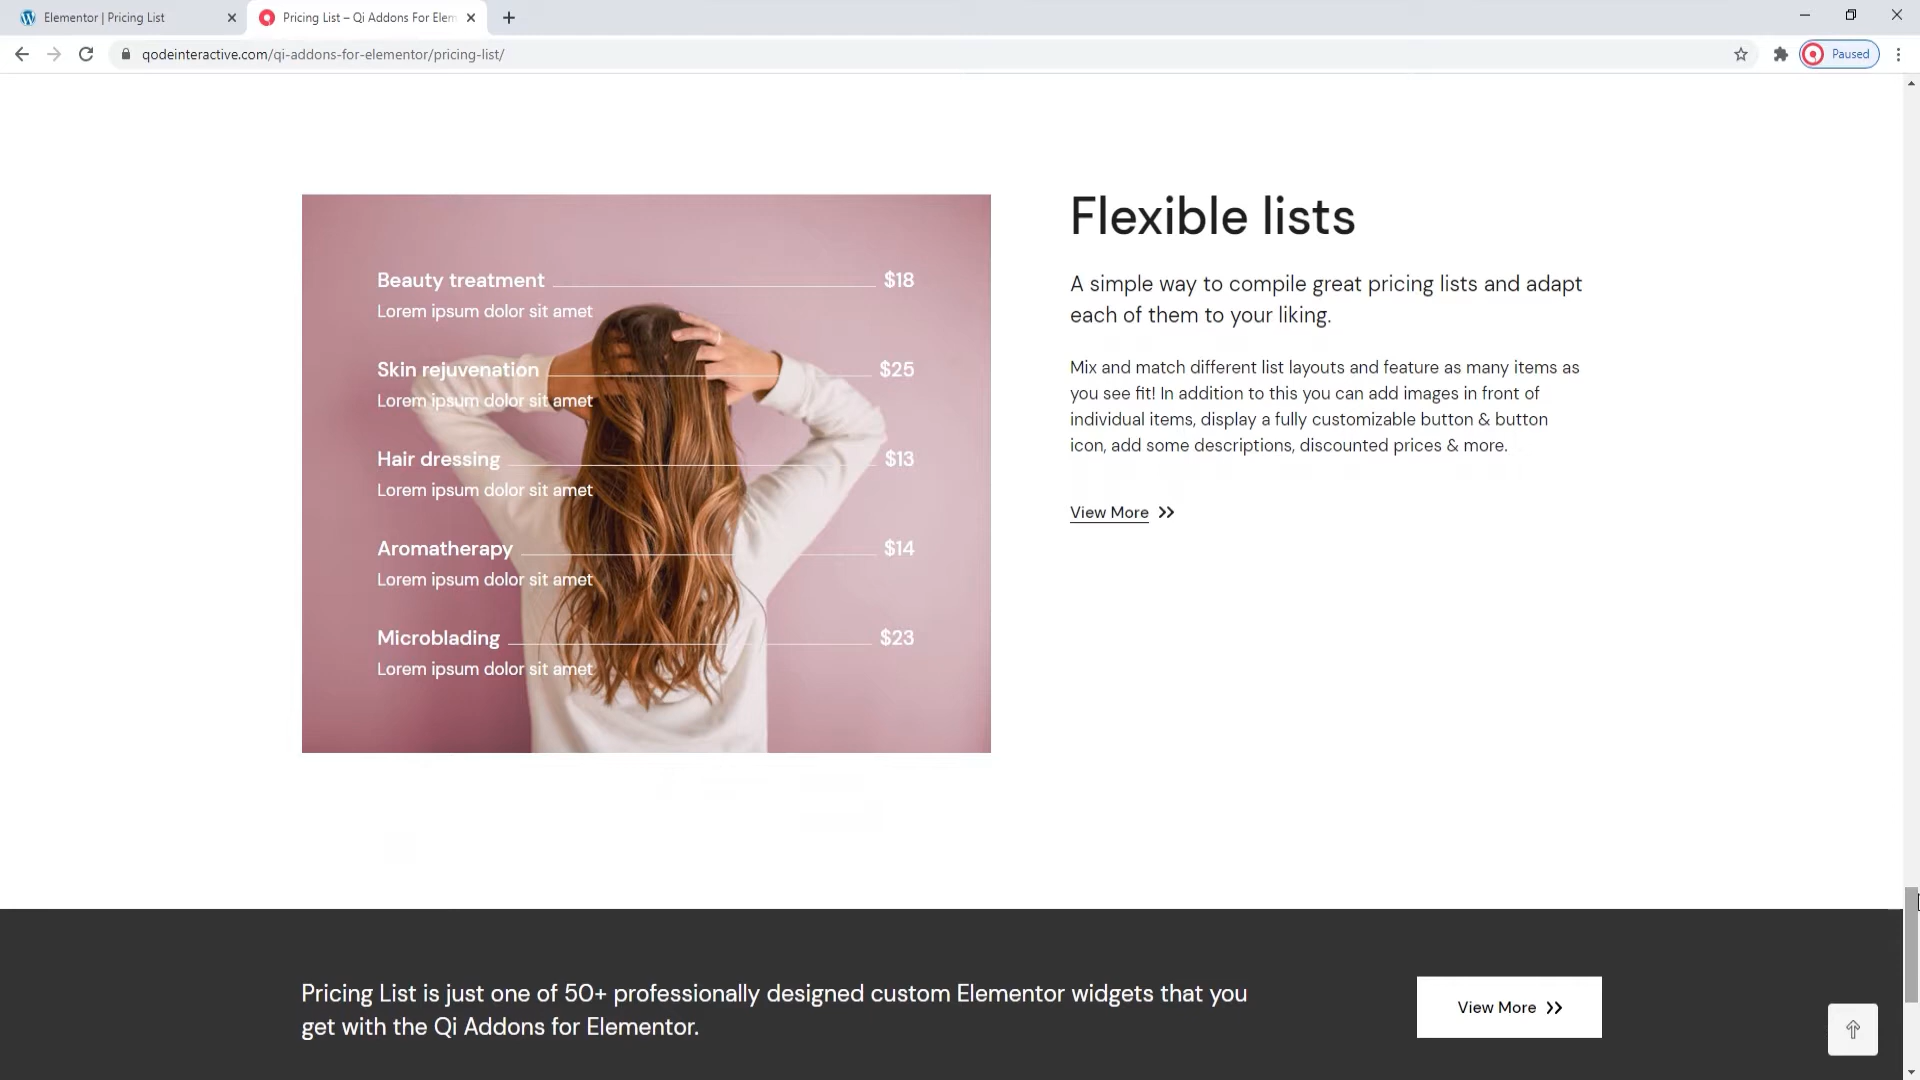 Elementor | Pricing List
Pricing List – Qi Addons For Elem
qodeinteractive.com/qi-addons-for-elementor/pricing-list/
Paused
Beauty treatment $18
Lorem ipsum dolor sit amet
Skin rejuvenation $25
Lorem ipsum dolor sit amet
Hair dressing $13
Lorem ipsum dolor sit amet
Aromatherapy $14
Lorem ipsum dolor sit amet
Microblading $23
Lorem ipsum dolor sit amet
Flexible lists
A simple way to compile great pricing lists and adapt
each of them to your liking.
Mix and match different list layouts and feature as many items as
you see fit! In addition to this you can add images in front of
individual items, display a fully customizable button & button
icon, add some descriptions, discounted prices & more.
View More
Pricing List is just one of 50+ professionally designed custom Elementor widgets that you
get with the Qi Addons for Elementor.
View More